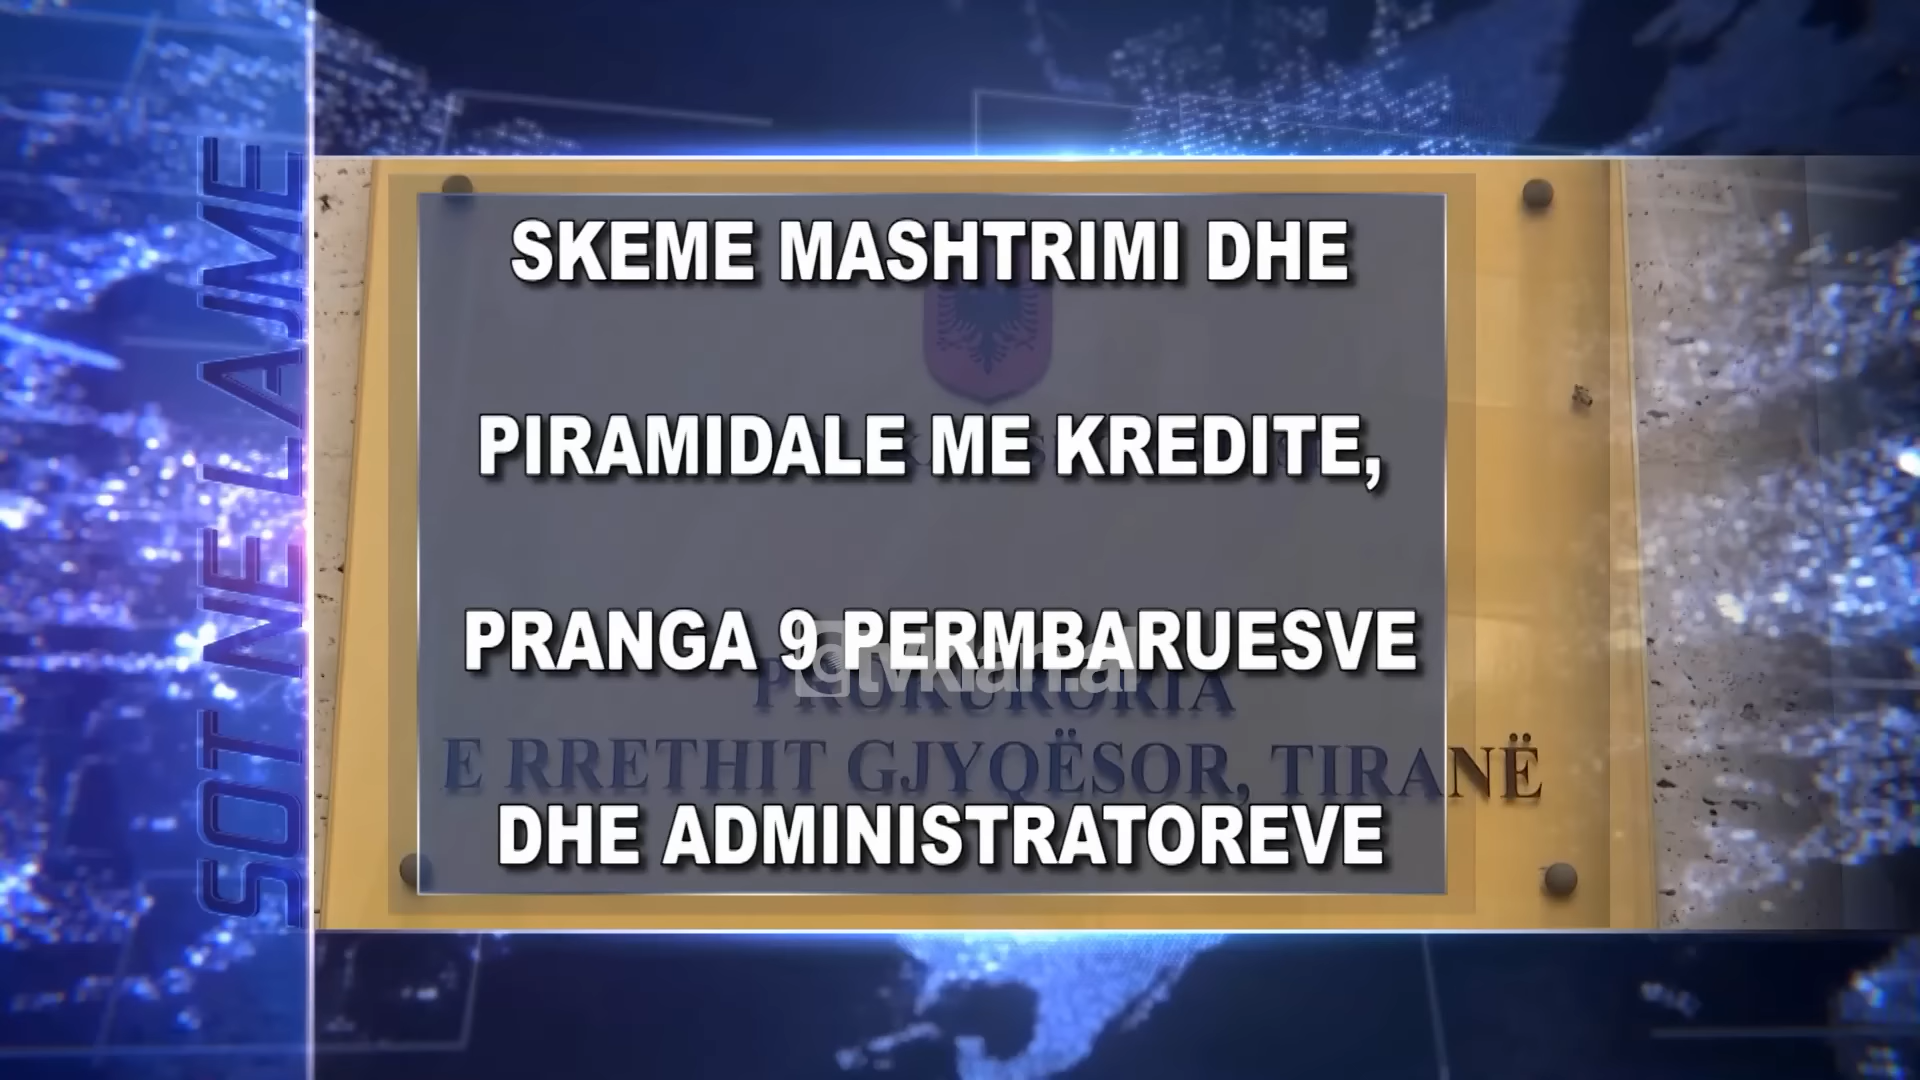 SOT NE LAJME
SKEME MASHTRIMI DHE
PIRAMIDALE ME KREDITE,
PRANGA 9 PERMBARUESVE
tvklan.al
PROKURORIA
E RRETHIT GJYQËSOR, TIRANË
DHE ADMINISTRATOREVE